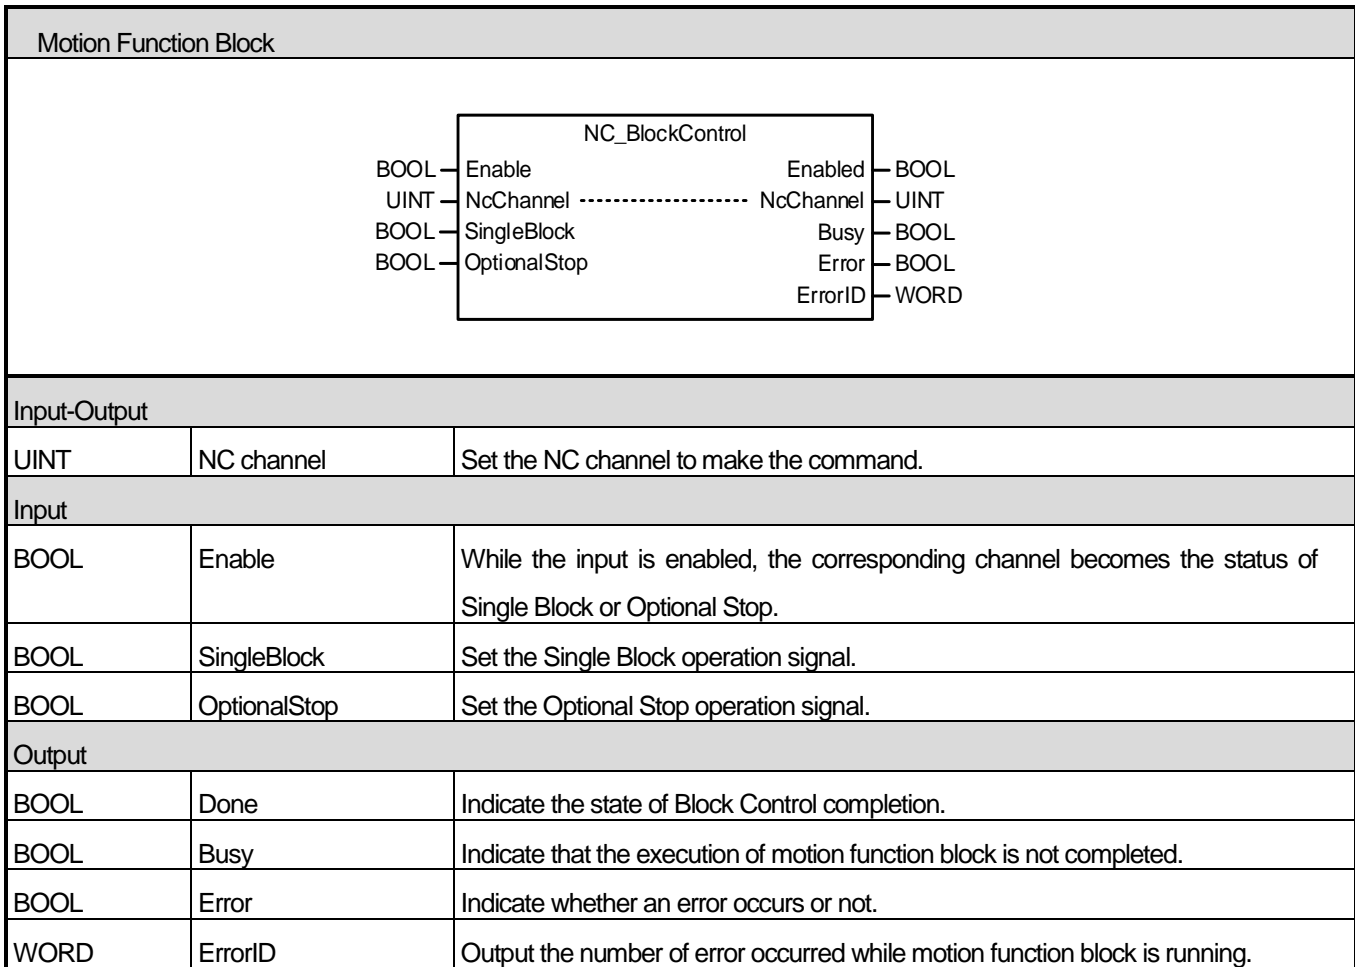 Motion Function Block
NC_BlockControl
BOOL Enable Enabled BOOL
UINT NcChannel NcChannel UINT
BOOL SingleBlock Busy BOOL
BOOL OptionalStop Error BOOL
ErrorID WORD
Input-Output
UINT NC channel Set the NC channel to make the command.
Input
BOOL Enable While the input is enabled, the corresponding channel becomes the status of
Single Block or Optional Stop.
BOOL SingleBlock Set the Single Block operation signal.
BOOL OptionalStop Set the Optional Stop operation signal.
Output
BOOL Done Indicate the state of Block Control completion.
BOOL Busy Indicate that the execution of motion function block is not completed.
BOOL Error Indicate whether an error occurs or not.
WORD ErrorID Output the number of error occurred while motion function block is running.